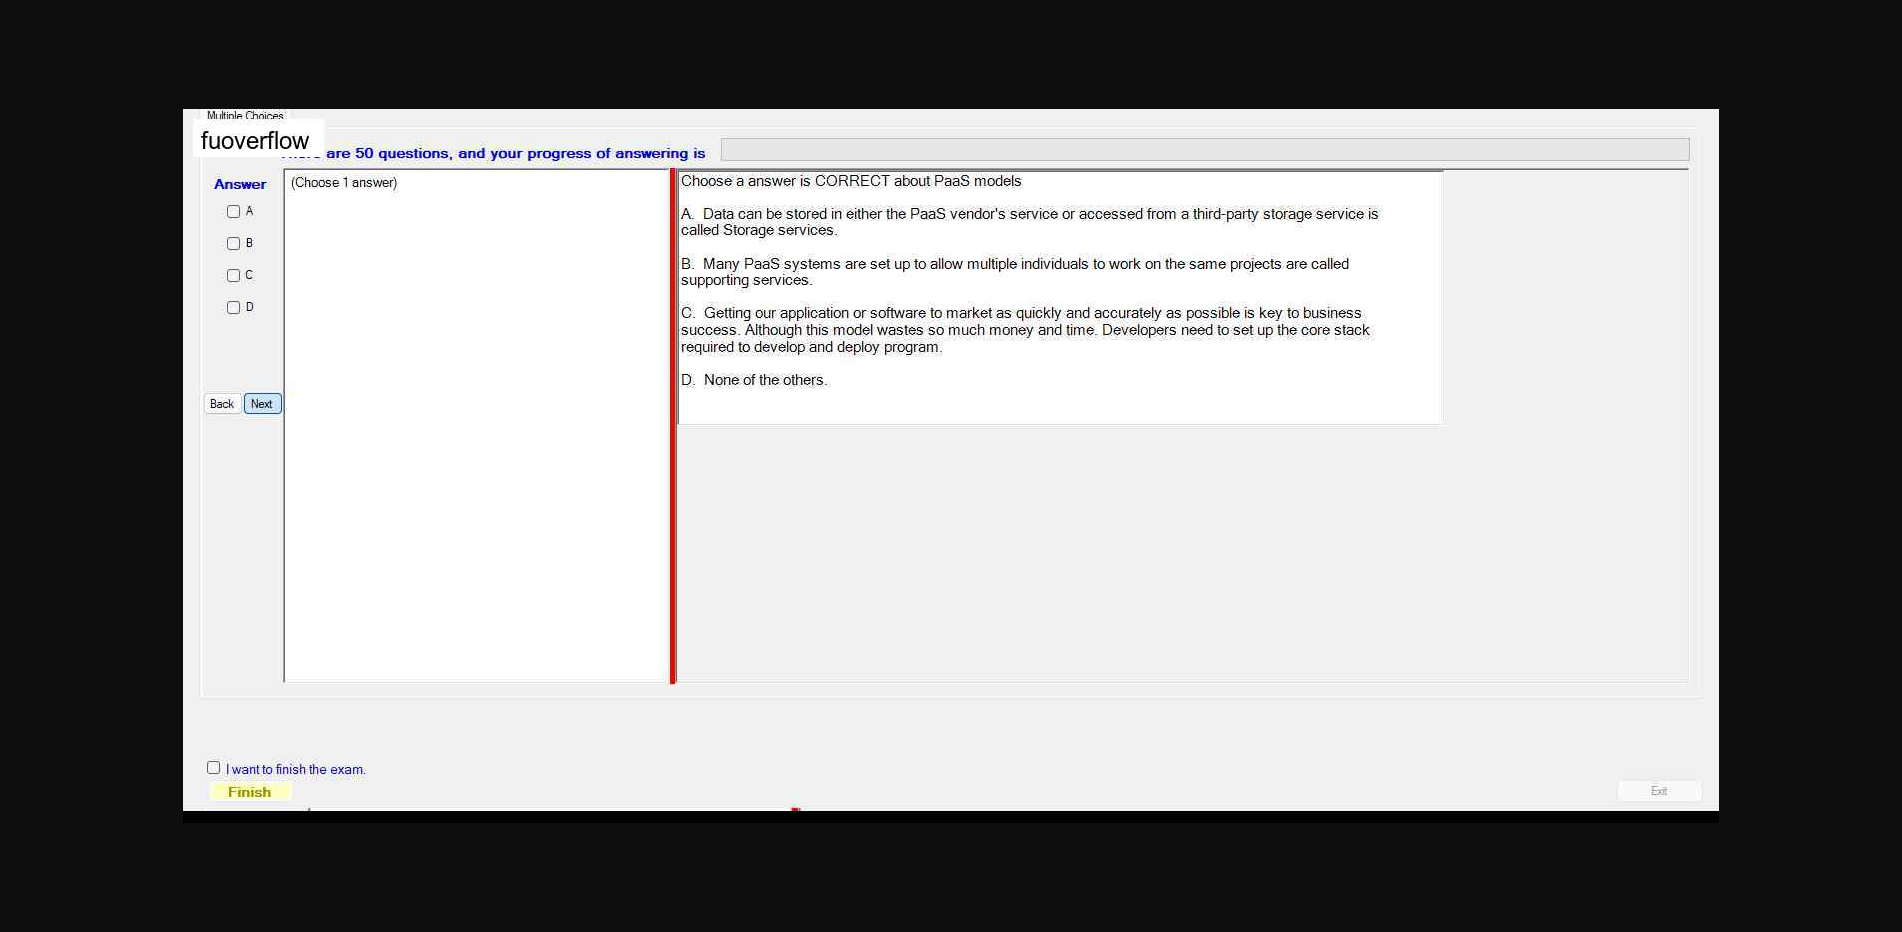 Multiple Choices
fuoverflow
are 50 questions, and your progress of answering is
Answer
(Choose 1 answer)
A
B
C
D
Back Next
Choose a answer is CORRECT about PaaS models
A. Data can be stored in either the PaaS vendor's service or accessed from a third-party storage service is
called Storage services.
B. Many PaaS systems are set up to allow multiple individuals to work on the same projects are called
supporting services.
C. Getting our application or software to market as quickly and accurately as possible is key to business
success. Although this model wastes so much money and time. Developers need to set up the core stack
required to develop and deploy program.
D. None of the others.
I want to finish the exam.
Finish
Exit